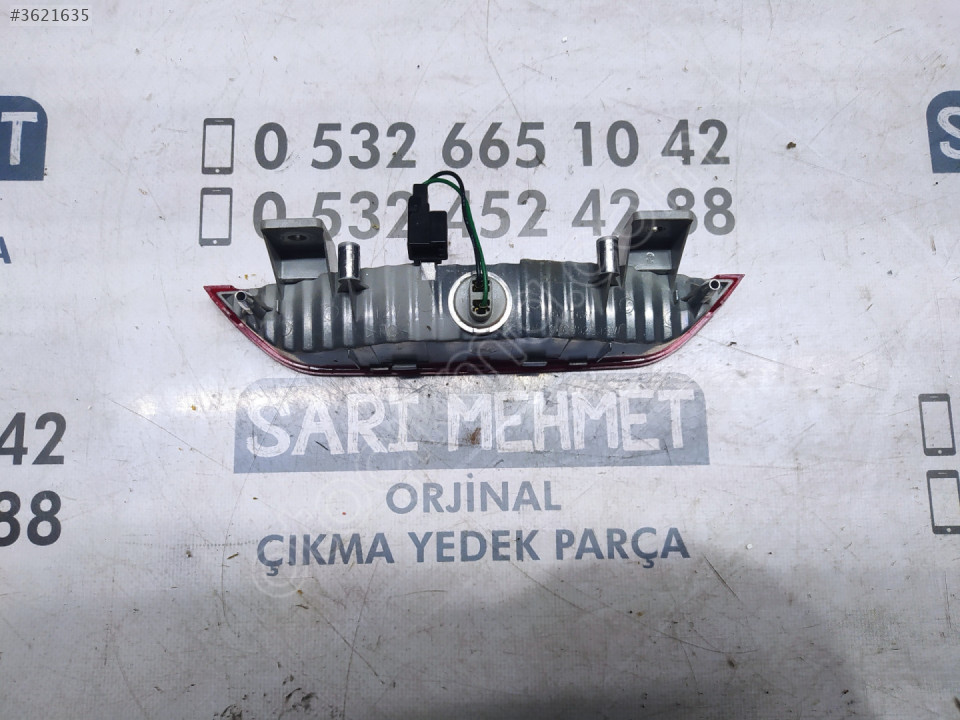 #3621635
T
0 532 665 10 42
0 532 452 42 88
A
42
88
SARI MEHMET
ORJİNAL
ÇIKMA YEDEK PARÇA